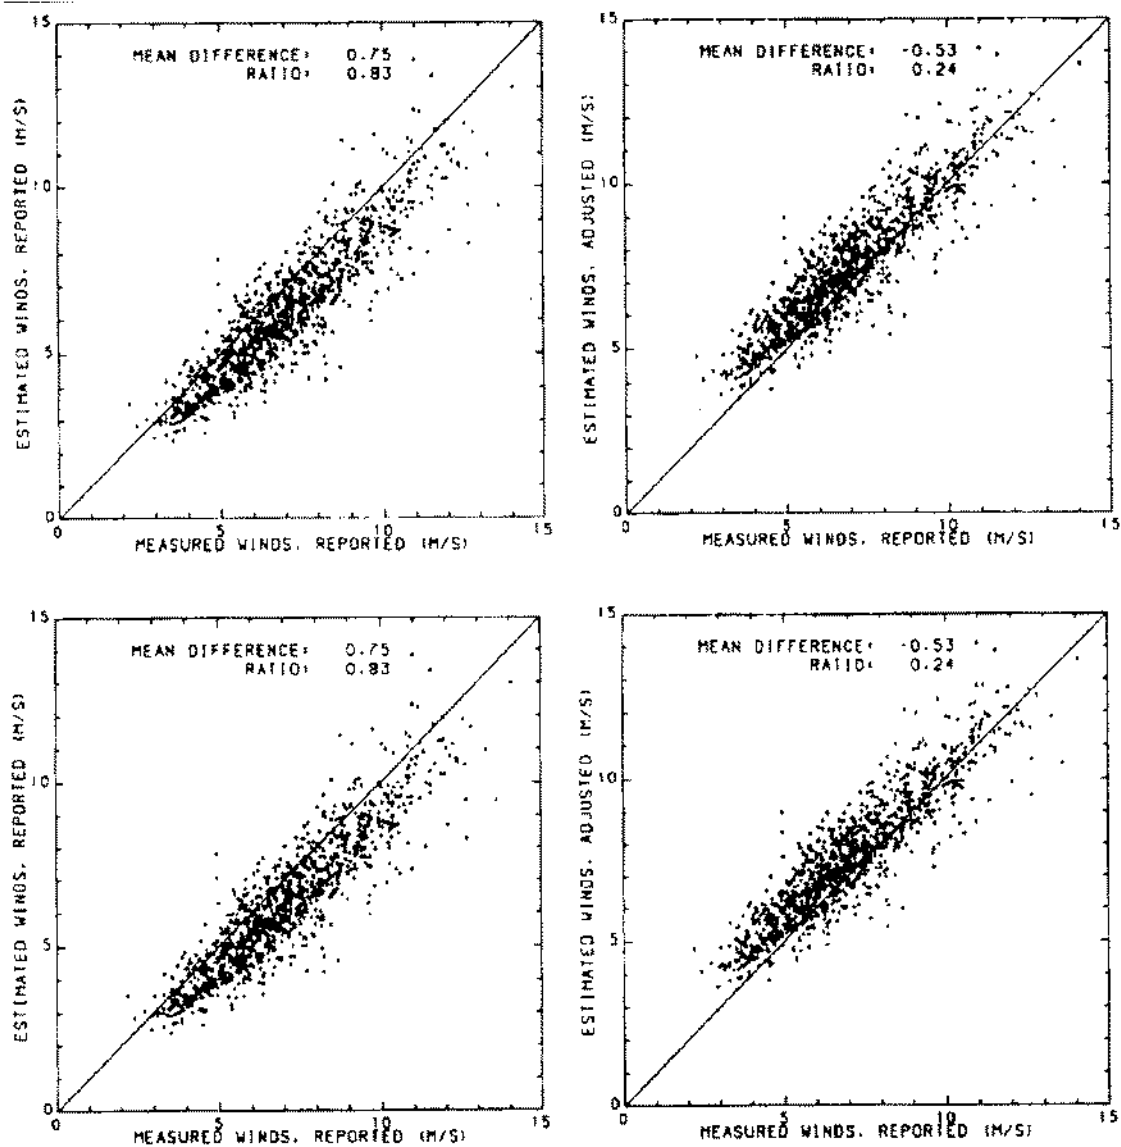 15
MEAN DIFFERENCE: 0.75
RATIO: 0.83
10
5
0
0 5 10 15
ESTIMATED WINDS, REPORTED (M/S)
MEASURED WINDS, REPORTED (M/S)
15
MEAN DIFFERENCE: -0.53
RATIO: 0.24
10
5
0
0 5 10 15
ESTIMATED WINDS, ADJUSTED (M/S)
MEASURED WINDS, REPORTED (M/S)
15
MEAN DIFFERENCE: 0.75
RATIO: 0.83
10
5
0
0 5 10 15
ESTIMATED WINDS, REPORTED (M/S)
MEASURED WINDS, REPORTED (M/S)
15
MEAN DIFFERENCE: -0.53
RATIO: 0.24
10
5
0
0 5 10 15
ESTIMATED WINDS, ADJUSTED (M/S)
MEASURED WINDS, REPORTED (M/S)